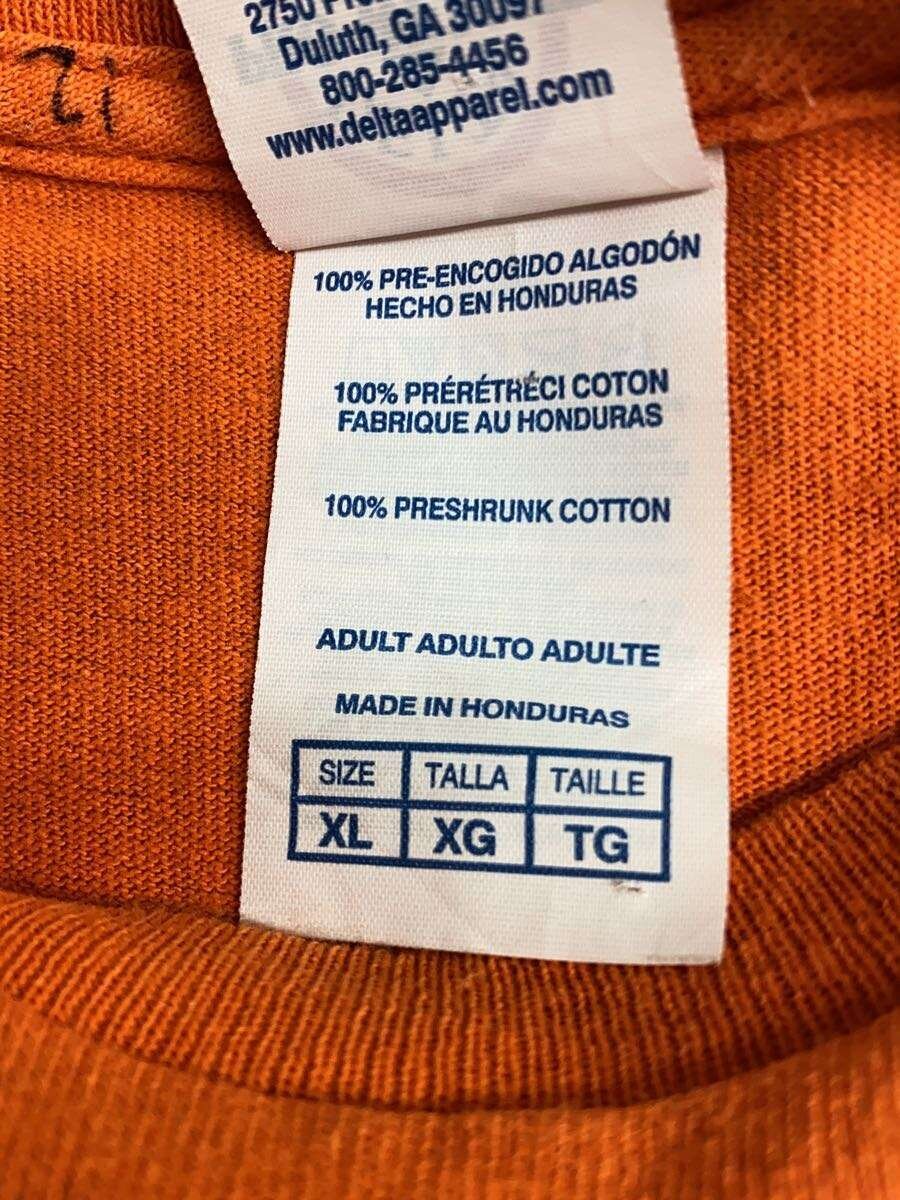 Duluth, GA 30097
800-285-4456
www.deltaapparel.com
100% PRE-ENCOGIDO ALGODÓN
HECHO EN HONDURAS
100% PRÉRÉTRÉCI COTON
FABRIQUE AU HONDURAS
100% PRESHRUNK COTTON
ADULT ADULTO ADULTE
MADE IN HONDURAS
SIZE TALLA TAILLE
XL XG TG